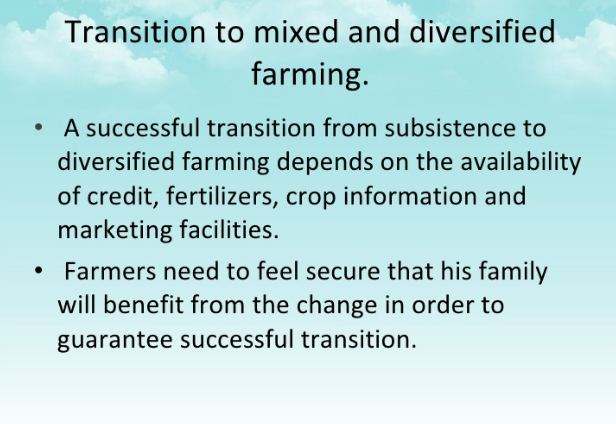 Transition to mixed and diversified
farming.
• A successful transition from subsistence to
diversified farming depends on the availability
of credit, fertilizers, crop information and
marketing facilities.
• Farmers need to feel secure that his family
will benefit from the change in order to
guarantee successful transition.